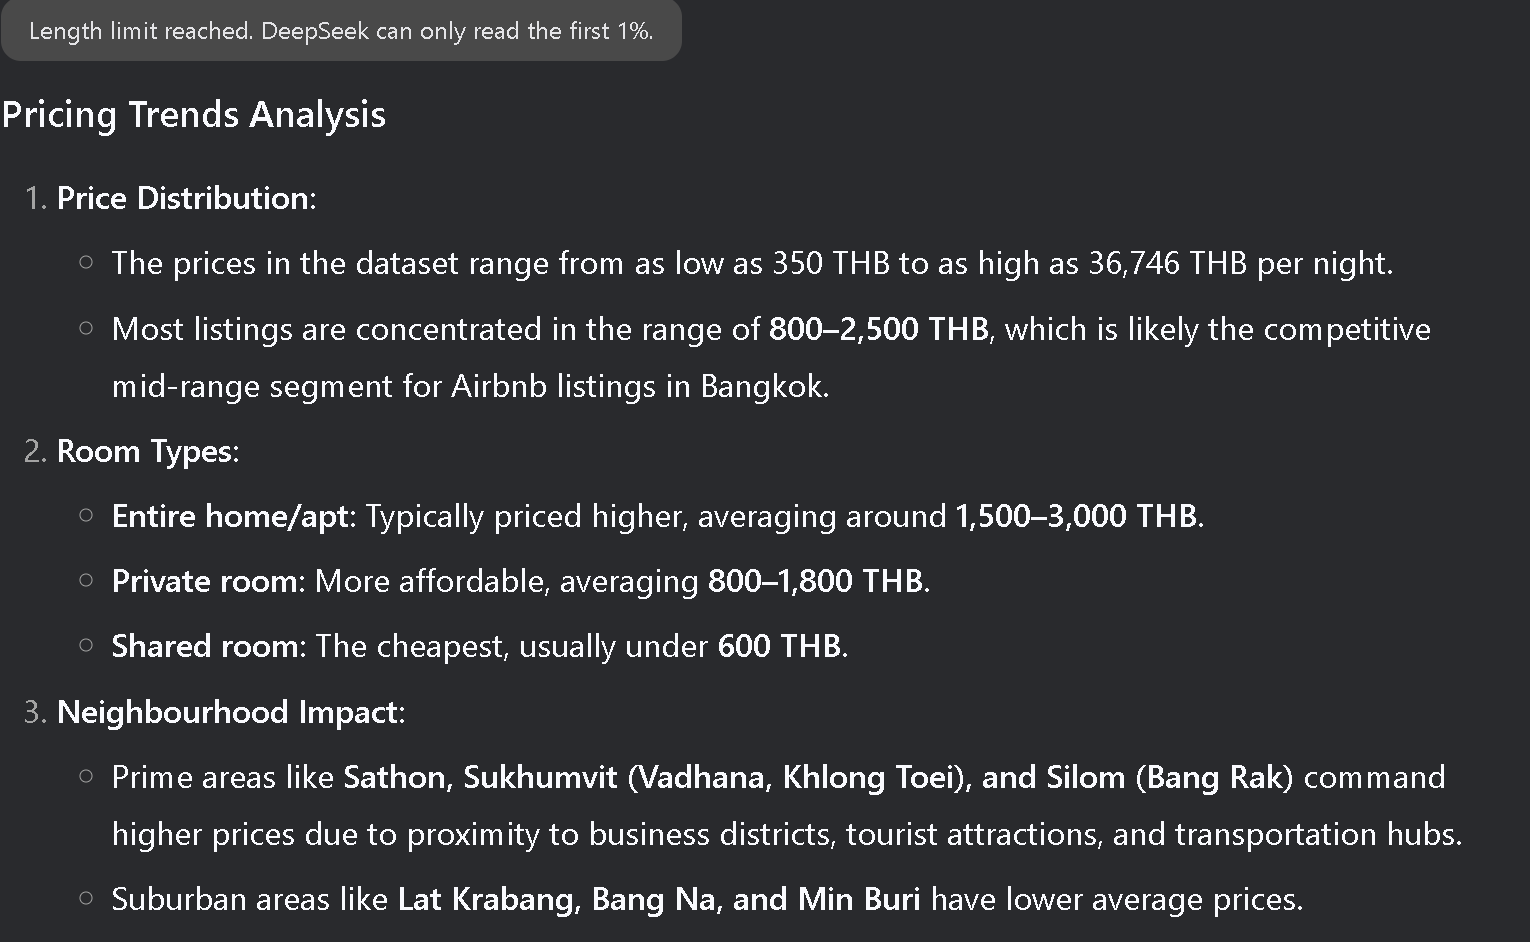 Length limit reached. DeepSeek can only read the first 1%.
Pricing Trends Analysis
1. Price Distribution:
○ The prices in the dataset range from as low as 350 THB to as high as 36,746 THB per night.
○ Most listings are concentrated in the range of 800–2,500 THB, which is likely the competitive
mid-range segment for Airbnb listings in Bangkok.
2. Room Types:
○ Entire home/apt: Typically priced higher, averaging around 1,500–3,000 THB.
○ Private room: More affordable, averaging 800–1,800 THB.
○ Shared room: The cheapest, usually under 600 THB.
3. Neighbourhood Impact:
○ Prime areas like Sathon, Sukhumvit (Vadhana, Khlong Toei), and Silom (Bang Rak) command
higher prices due to proximity to business districts, tourist attractions, and transportation hubs.
○ Suburban areas like Lat Krabang, Bang Na, and Min Buri have lower average prices.